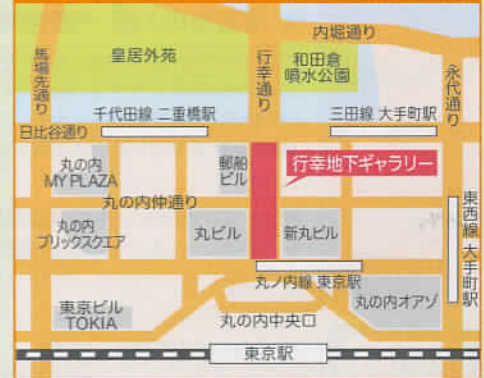 内堀通り
皇居外苑
行幸通り
和田倉
噴水公園
馬場先通り
永代通り
千代田線 二重橋駅
三田線 大手町駅
日比谷通り
丸の内
MY PLAZA
郵船
ビル
行幸地下ギャラリー
丸の内仲通り
東西線 大手町駅
丸の内
ブリックスクエア
丸ビル
新丸ビル
丸ノ内線 東京駅
東京ビル
TOKIA
丸の内中央口
丸の内オアゾ
東京駅